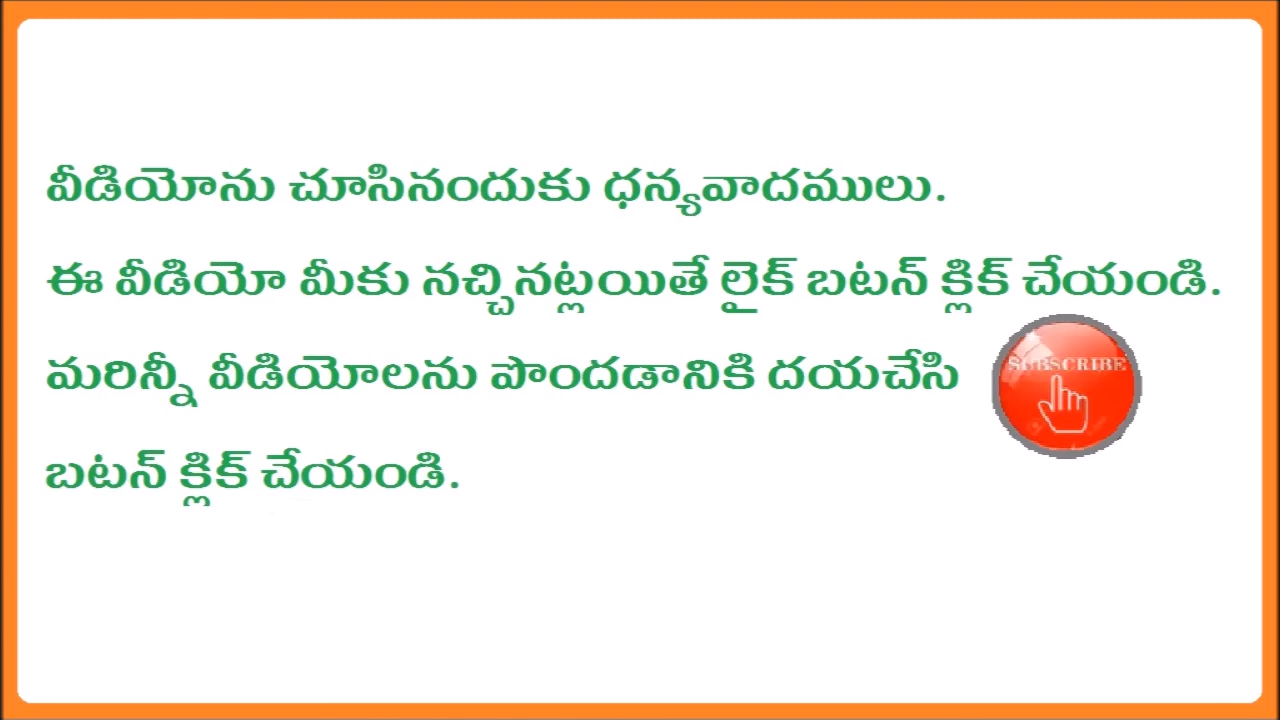 వీడియోను చూసినందుకు ధన్యవాదములు.
ఈ వీడియో మీకు నచ్చినట్లయితే లైక్ బటన్ క్లిక్ చేయండి.
మరిన్నీ వీడియోలను పొందడానికి దయచేసి SUBSCRIBE
బటన్ క్లిక్ చేయండి.